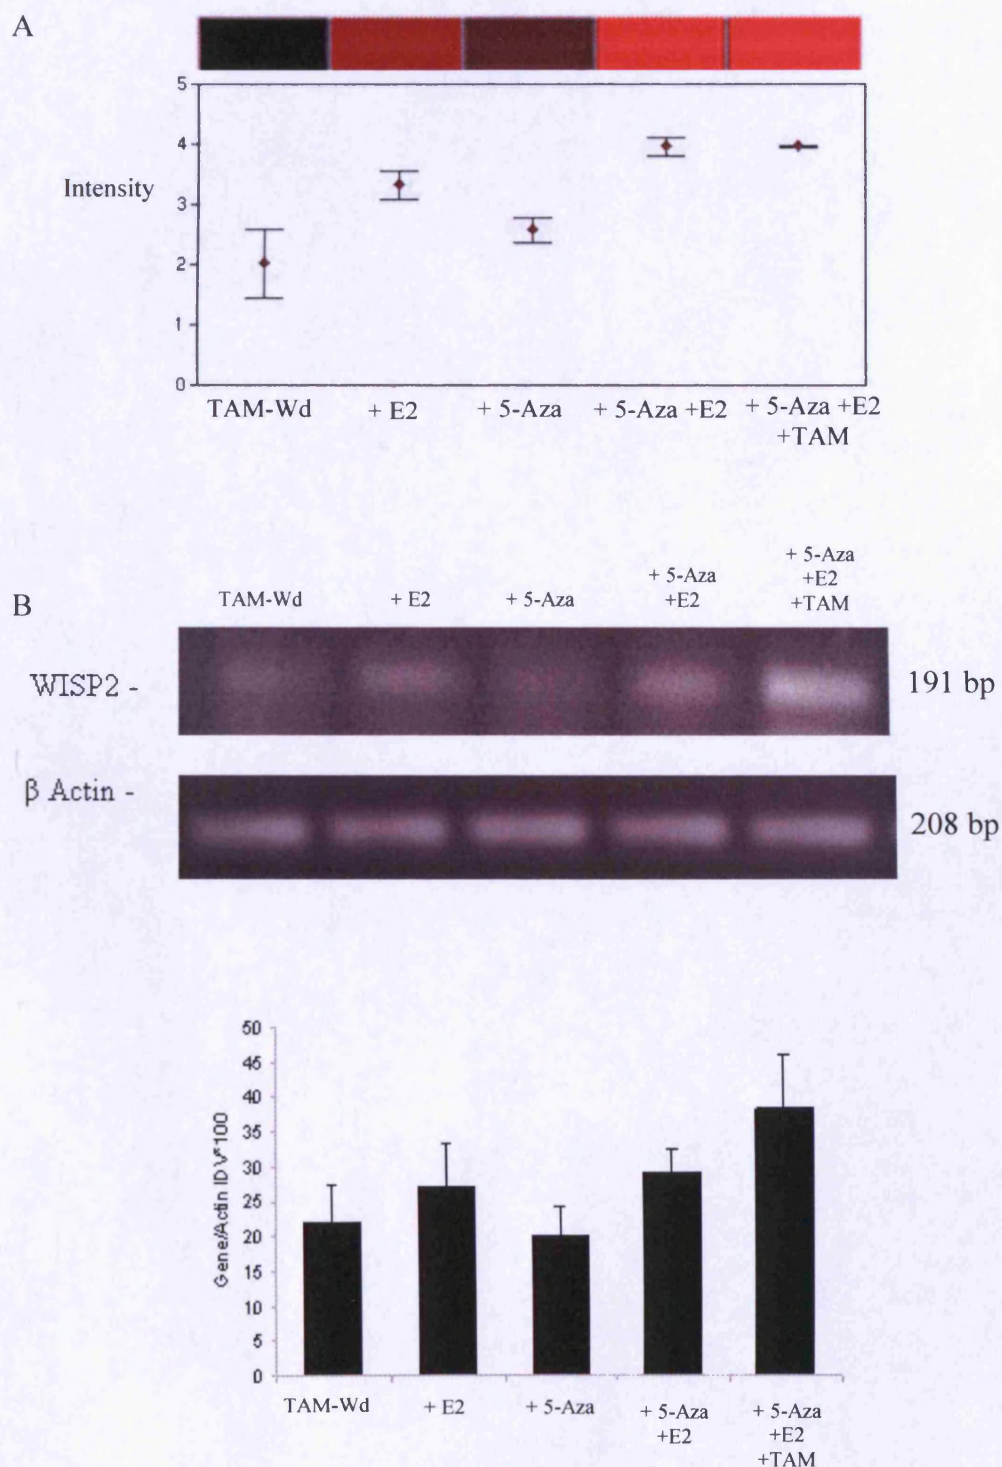 A
5
4
Intensity
3
2
1
0
TAM-Wd + E2 + 5-Aza + 5-Aza +E2 + 5-Aza +E2
+TAM
B
TAM-Wd + E2 + 5-Aza + 5-Aza
+E2
+ 5-Aza
+E2
+TAM
WISP2 - 191 bp
β Actin - 208 bp
50
45
40
35
30
25
20
15
10
5
0
Gene/Actin IDV*100
TAM-Wd + E2 + 5-Aza + 5-Aza
+E2
+ 5-Aza
+E2
+TAM